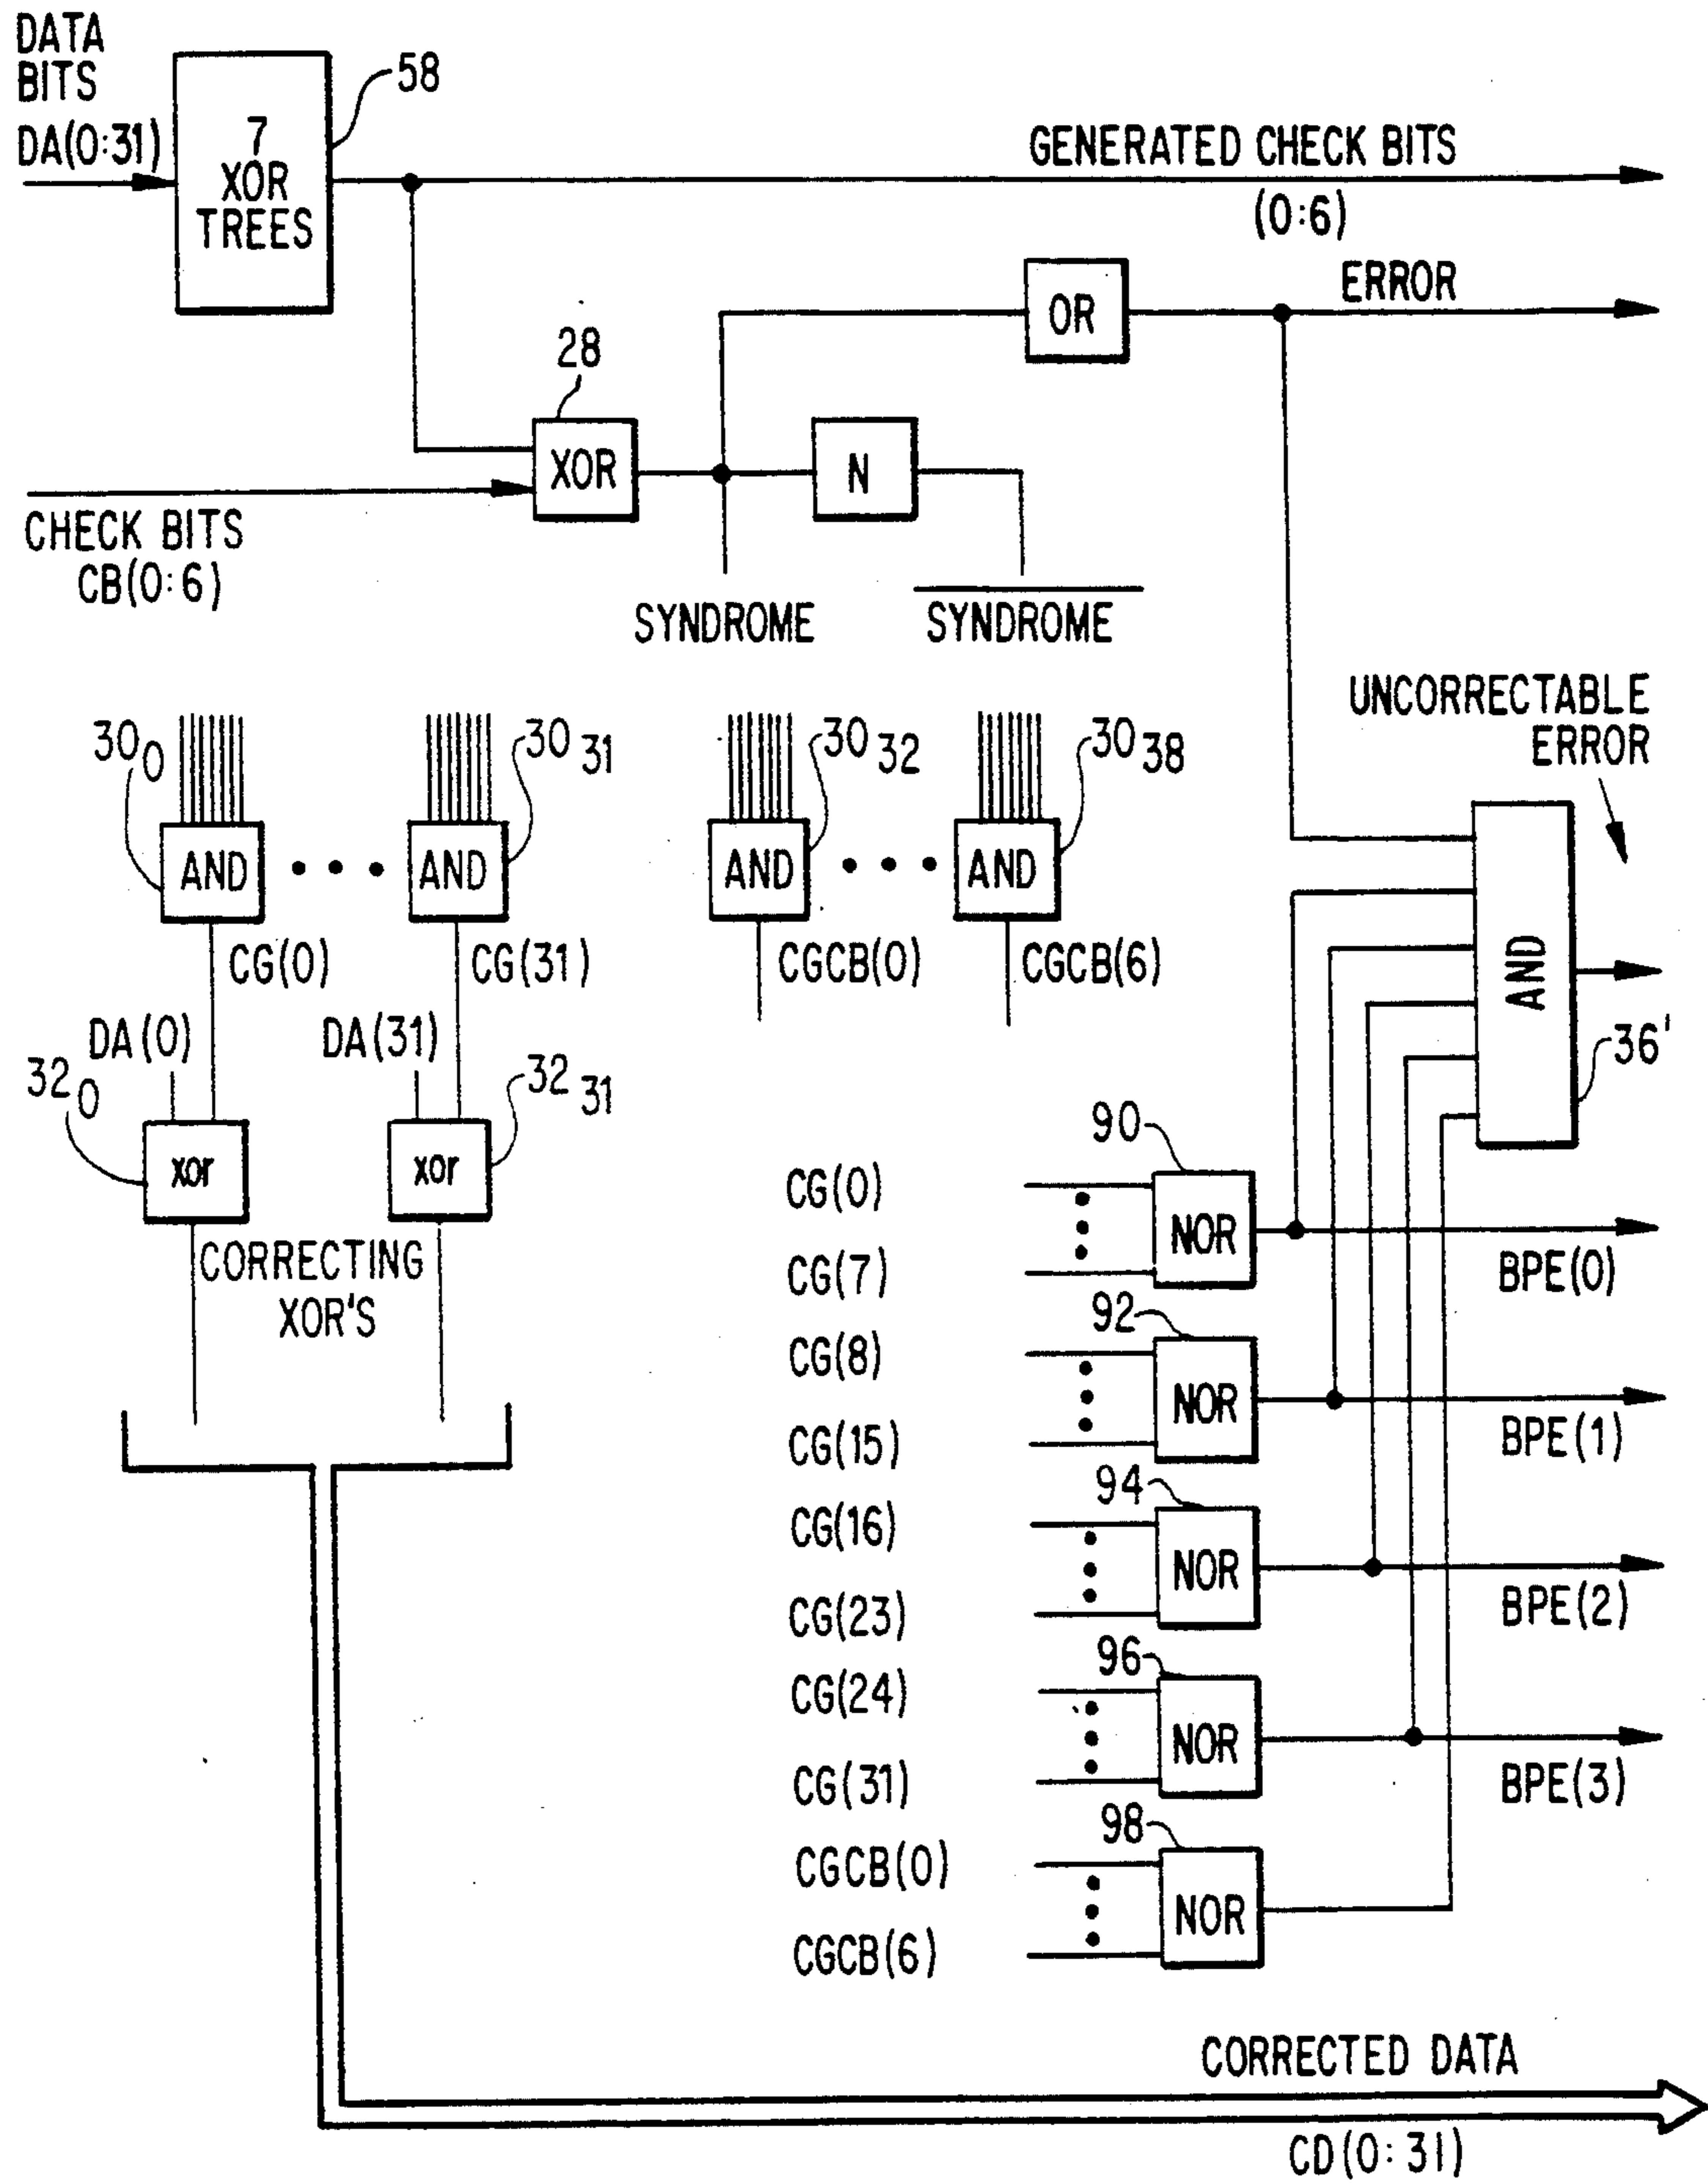 DATA
BITS
DA(0:31)
58
7
XOR
TREES
GENERATED CHECK BITS
(0:6)
OR
ERROR
28
XOR
N
CHECK BITS
CB(0:6)
SYNDROME
SYNDROME
UNCORRECTABLE
ERROR
30 0
30 31
30 32
30 38
AND
AND
AND
AND
CG(0)
CG(31)
CGCB(0)
CGCB(6)
AND
36'
DA(0)
DA(31)
32 0
32 31
xor
xor
CORRECTING
XOR'S
90
CG(0)
NOR
CG(7)
BPE(0)
92
CG(8)
NOR
CG(15)
BPE(1)
94
CG(16)
NOR
CG(23)
BPE(2)
96
CG(24)
NOR
CG(31)
BPE(3)
98
CGCB(0)
NOR
CGCB(6)
CORRECTED DATA
CD(0:31)